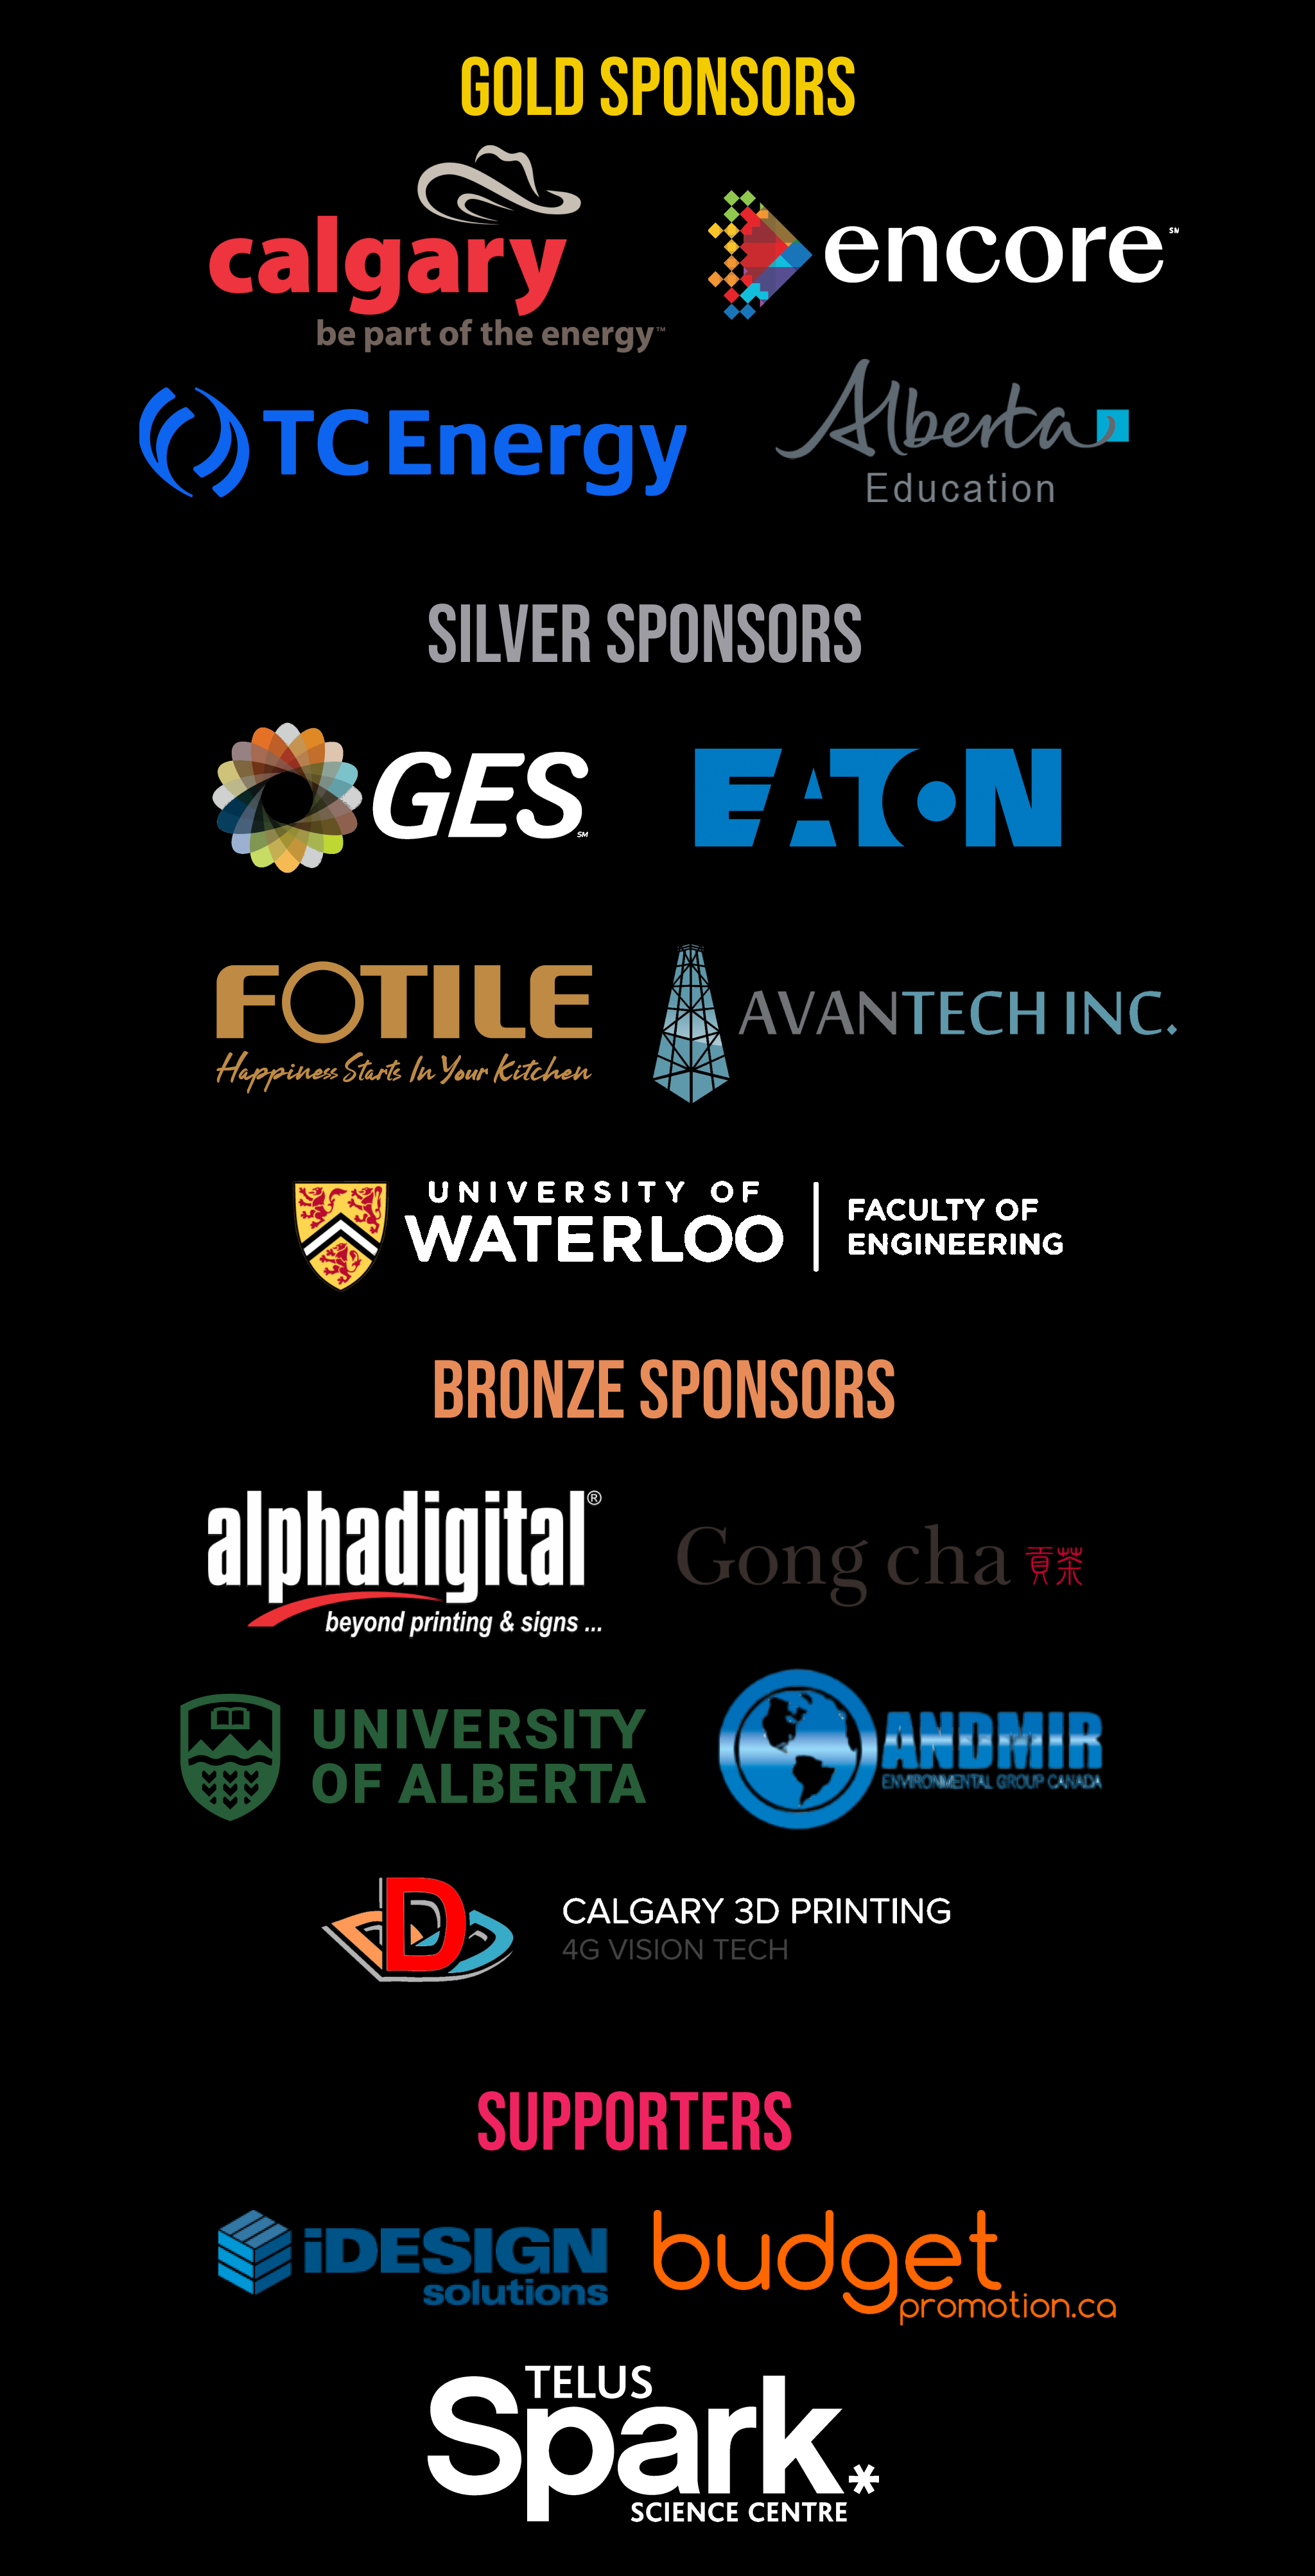 GOLD SPONSORS
calgary
be part of the energy™
encore℠
TC Energy
Alberta
Education
SILVER SPONSORS
GES℠
EATON
FOTILE
Happiness Starts In Your Kitchen
AVANTECH INC.
UNIVERSITY OF
WATERLOO
FACULTY OF
ENGINEERING
BRONZE SPONSORS
alphadigital®
beyond printing & signs ...
Gong cha 貢茶
UNIVERSITY
OF ALBERTA
ANDMIR
ENVIRONMENTAL GROUP CANADA
D
CALGARY 3D PRINTING
4G VISION TECH
SUPPORTERS
iDESIGN
solutions
budget
promotion.ca
TELUS
Spark*
SCIENCE CENTRE